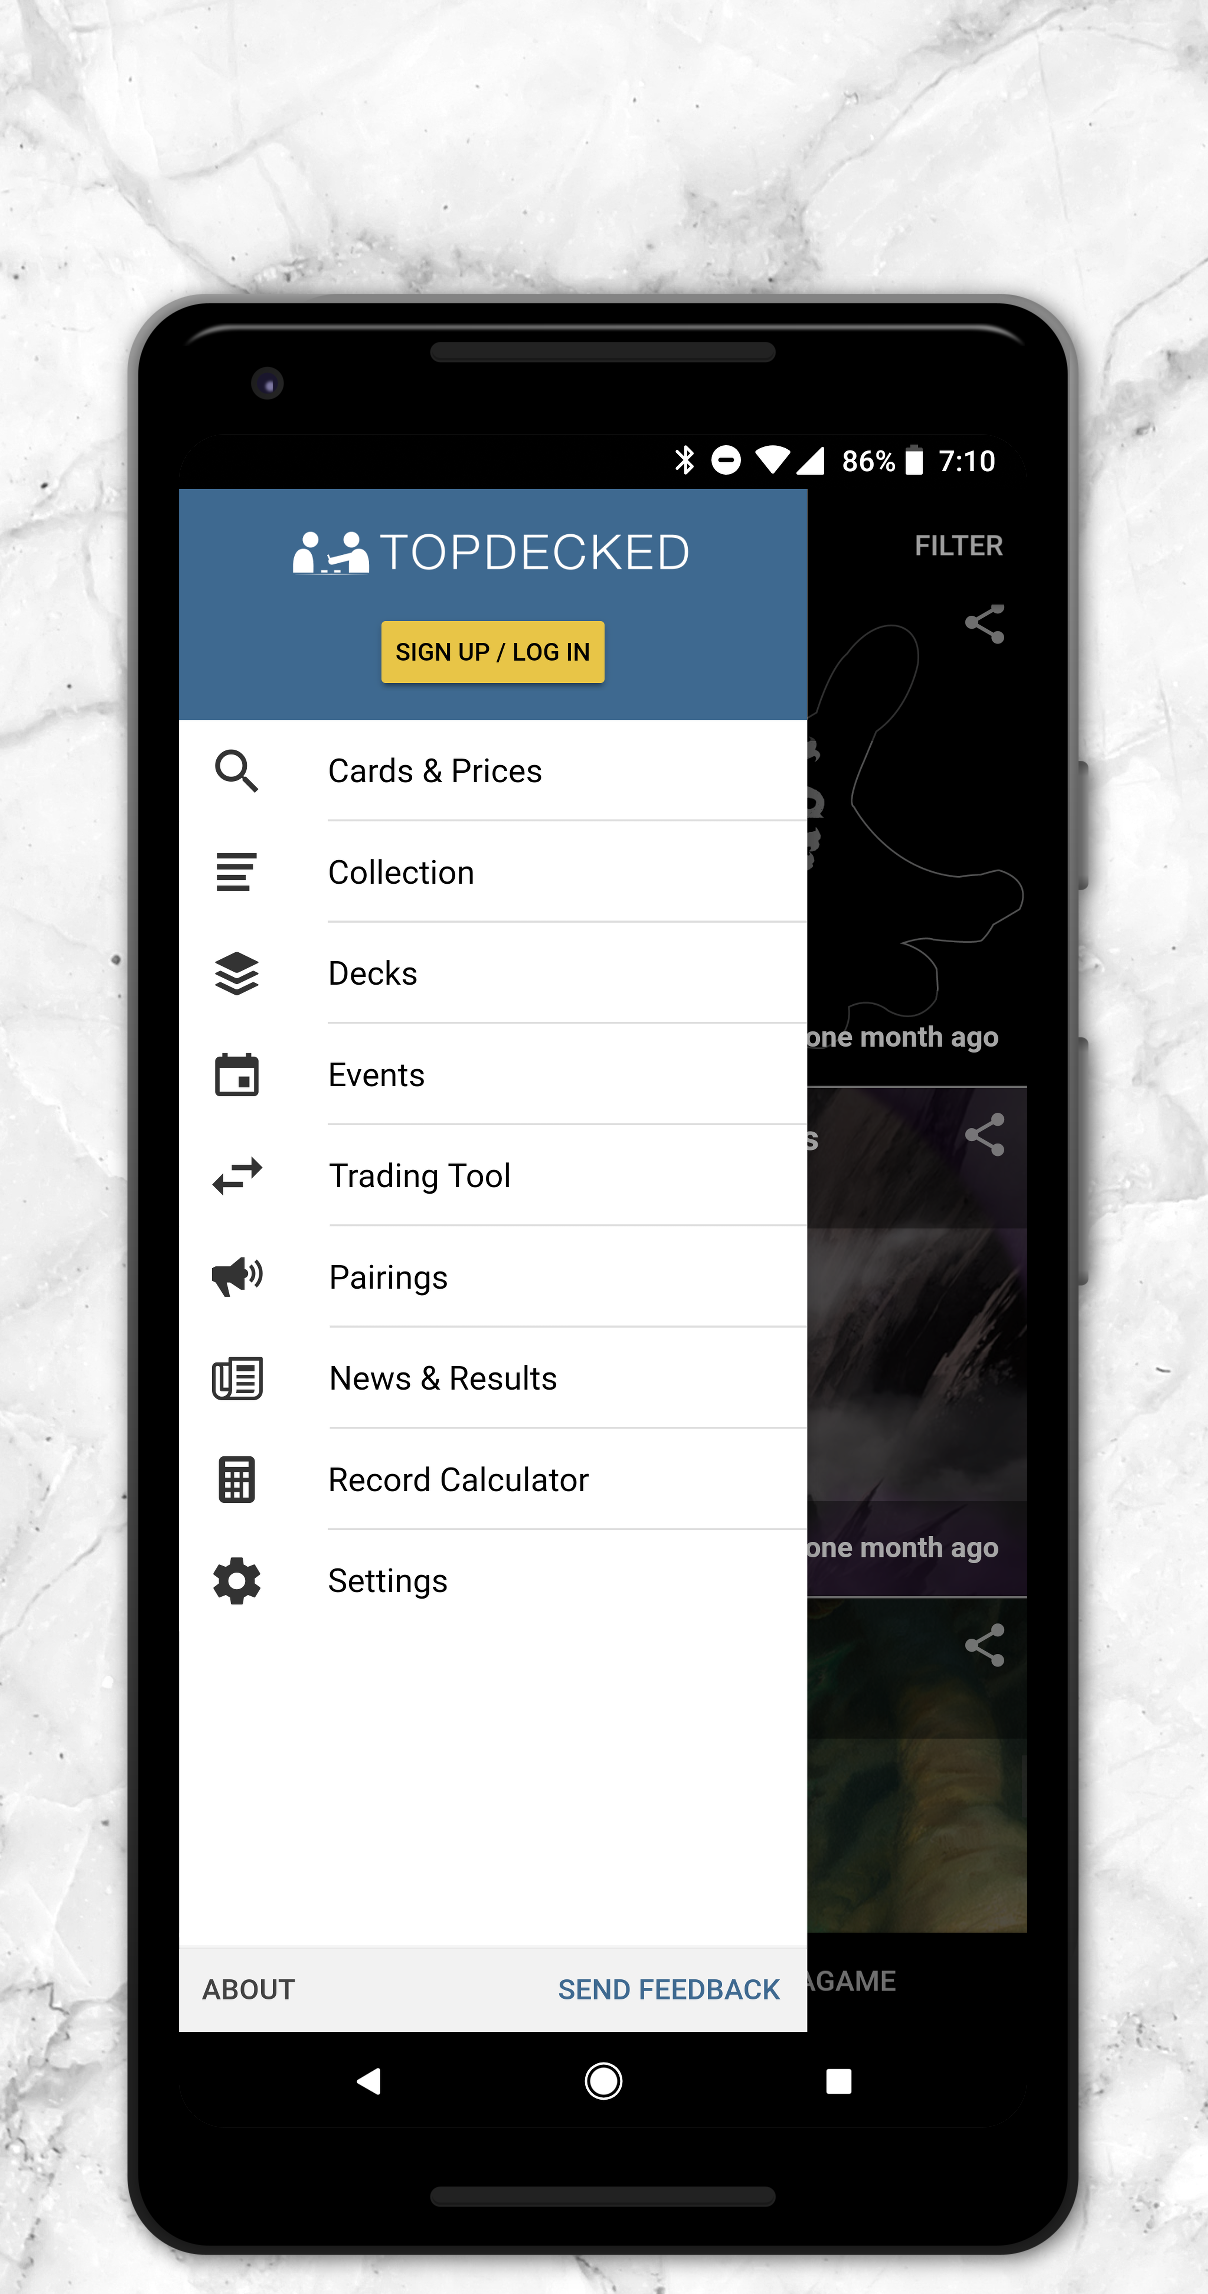 86% 7:10
TOPDECKED
FILTER
SIGN UP / LOG IN
Cards & Prices
Collection
Decks
one month ago
Events
Trading Tool
Pairings
News & Results
Record Calculator
one month ago
Settings
ABOUT
SEND FEEDBACK